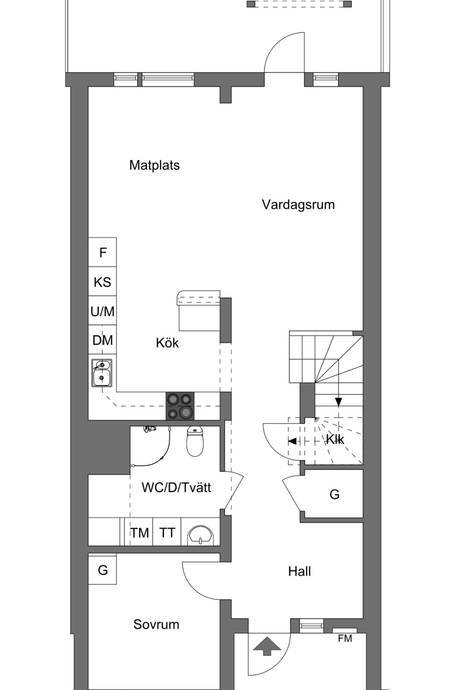 Matplats
Vardagsrum
F
KS
U/M
DM
Kök
Klk
WC/D/Tvätt
G
TM TT
G
Hall
Sovrum
FM